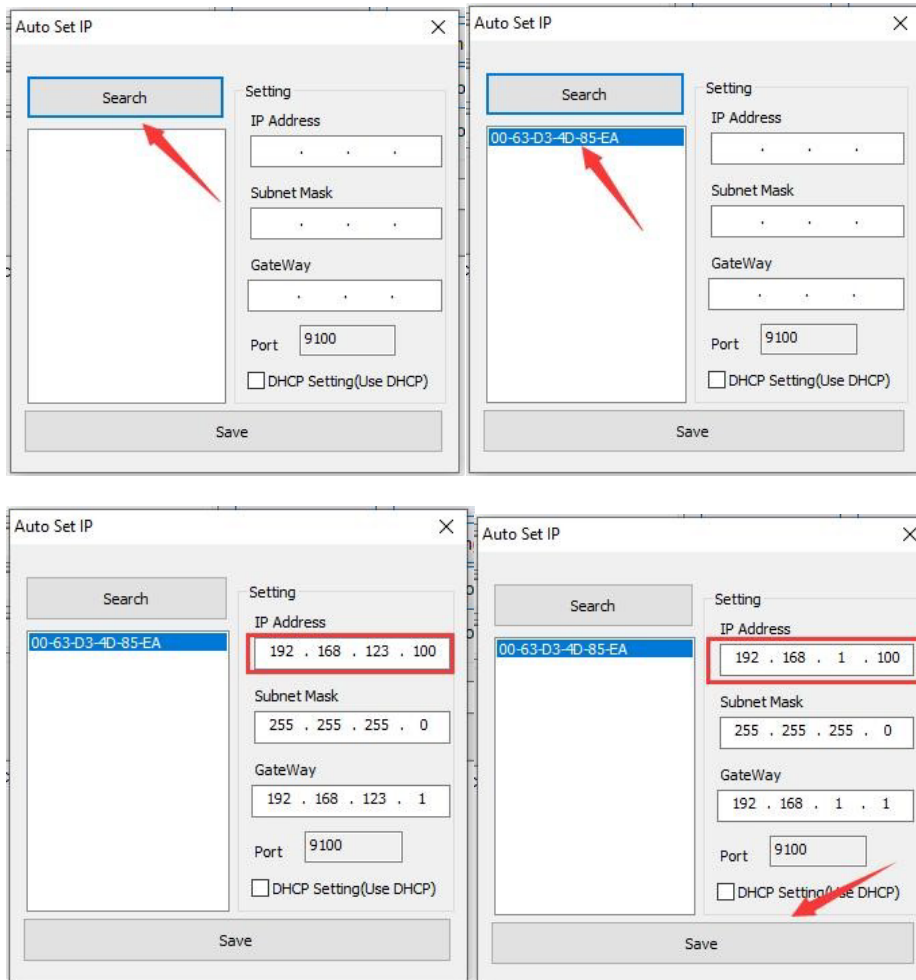 Auto Set IP
Search
Setting
IP Address
. . .
Subnet Mask
. . .
GateWay
. . .
Port 9100
DHCP Setting(Use DHCP)
Save
Auto Set IP
Search
00-63-D3-4D-85-EA
Setting
IP Address
. . .
Subnet Mask
. . .
GateWay
. . .
Port 9100
DHCP Setting(Use DHCP)
Save
Auto Set IP
Search
00-63-D3-4D-85-EA
Setting
IP Address
192 . 168 . 123 . 100
Subnet Mask
255 . 255 . 255 . 0
GateWay
192 . 168 . 123 . 1
Port 9100
DHCP Setting(Use DHCP)
Save
Auto Set IP
Search
00-63-D3-4D-85-EA
Setting
IP Address
192 . 168 . 1 . 100
Subnet Mask
255 . 255 . 255 . 0
GateWay
192 . 168 . 1 . 1
Port 9100
DHCP Setting(Use DHCP)
Save